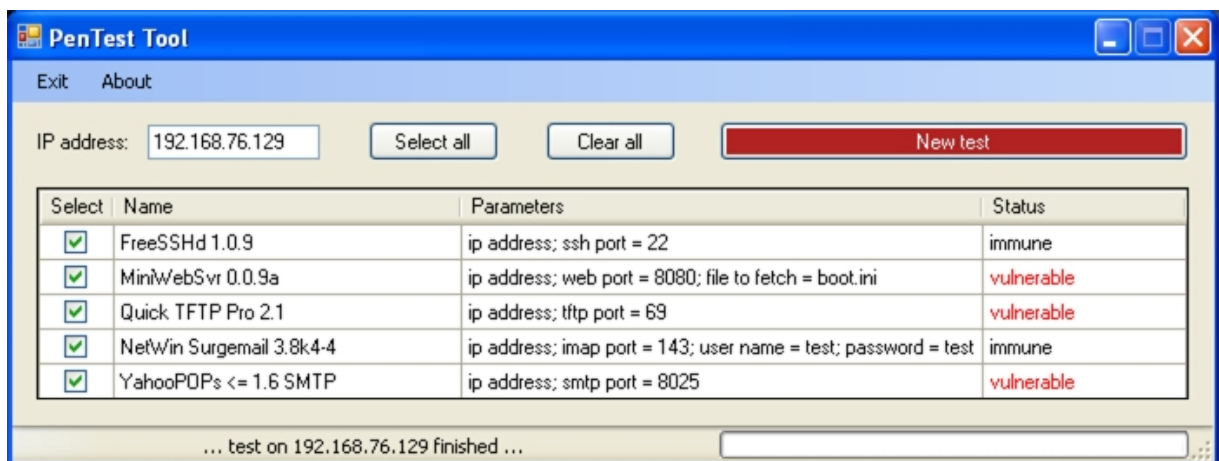 PenTest Tool
Exit About
IP address: 192.168.76.129 Select all Clear all New test
Select Name Parameters Status
FreeSSHd 1.0.9 ip address; ssh port = 22 immune
MiniWebSvr 0.0.9a ip address; web port = 8080; file to fetch = boot.ini vulnerable
Quick TFTP Pro 2.1 ip address; tftp port = 69 vulnerable
NetWin Surgemail 3.8k4-4 ip address; imap port = 143; user name = test; password = test immune
YahooPOPs <= 1.6 SMTP ip address; smtp port = 8025 vulnerable
... test on 192.168.76.129 finished ...